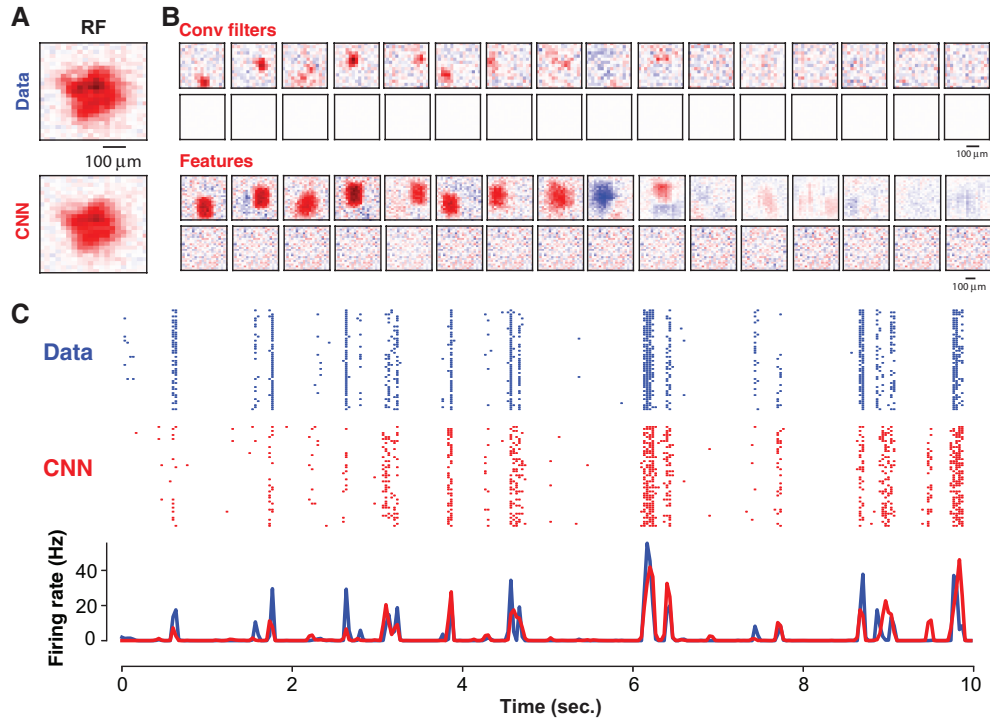 A
B
RF
Conv filters
Data
100 μm
100 μm
Features
CNN
100 μm
C
Data
CNN
Firing rate (Hz)
40
20
0
0 2 4 6 8 10
Time (sec.)